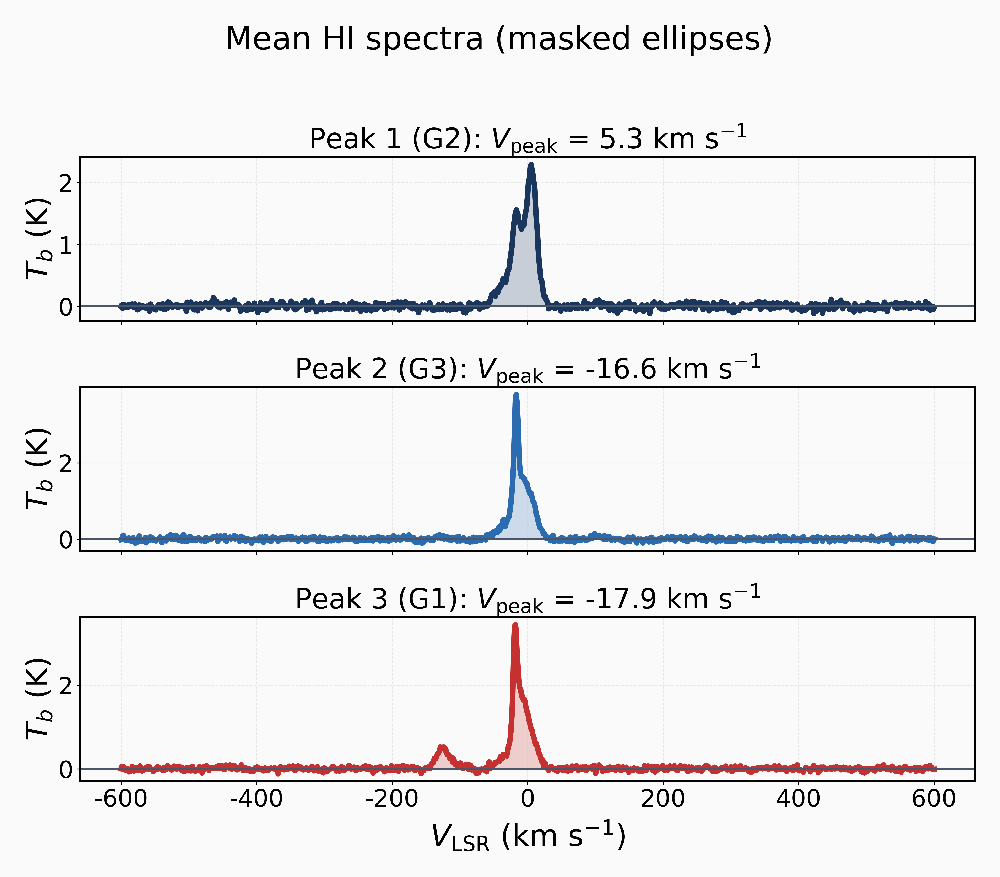 Mean HI spectra (masked ellipses)
Peak 1 (G2): V_peak = 5.3 km s⁻¹
T_b (K)
2
1
0
Peak 2 (G3): V_peak = -16.6 km s⁻¹
T_b (K)
2
0
Peak 3 (G1): V_peak = -17.9 km s⁻¹
T_b (K)
2
0
-600 -400 -200 0 200 400 600
V_LSR (km s⁻¹)